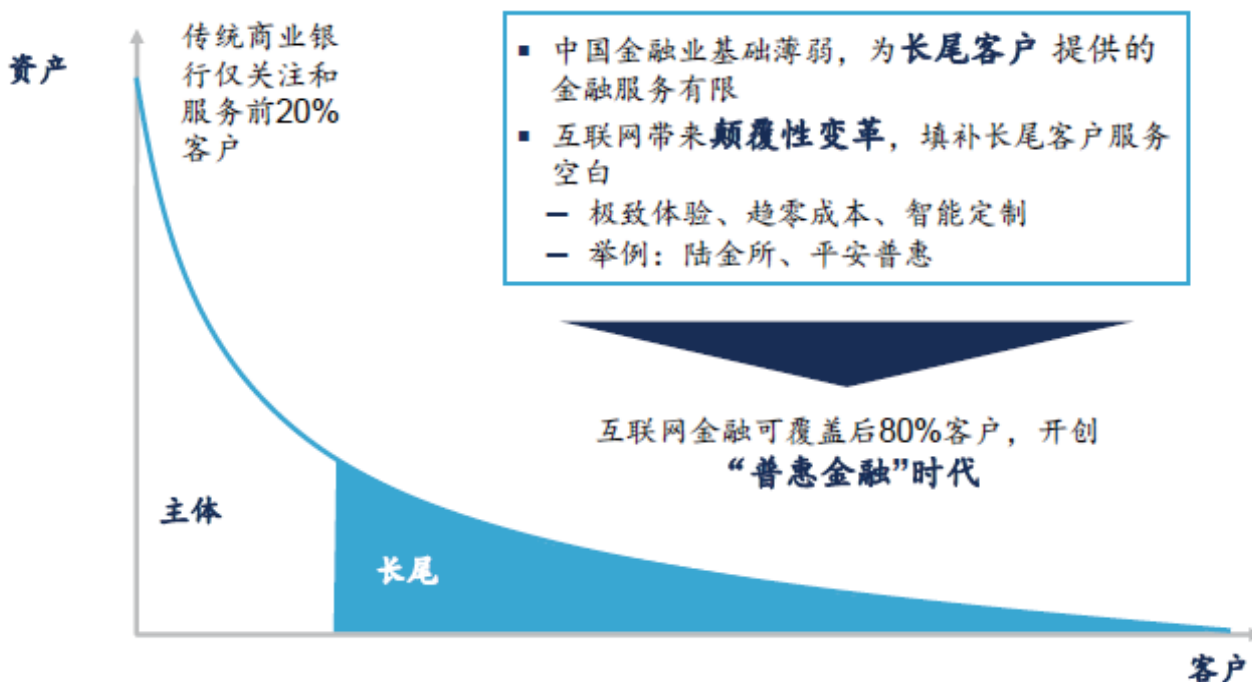 资产
传统商业银
行仅关注和
服务前20%
客户
▪ 中国金融业基础薄弱，为长尾客户 提供的
金融服务有限
▪ 互联网带来颠覆性变革，填补长尾客户服务
空白
– 极致体验、趋零成本、智能定制
– 举例：陆金所、平安普惠
互联网金融可覆盖后80%客户，开创
“普惠金融”时代
主体
长尾
客户